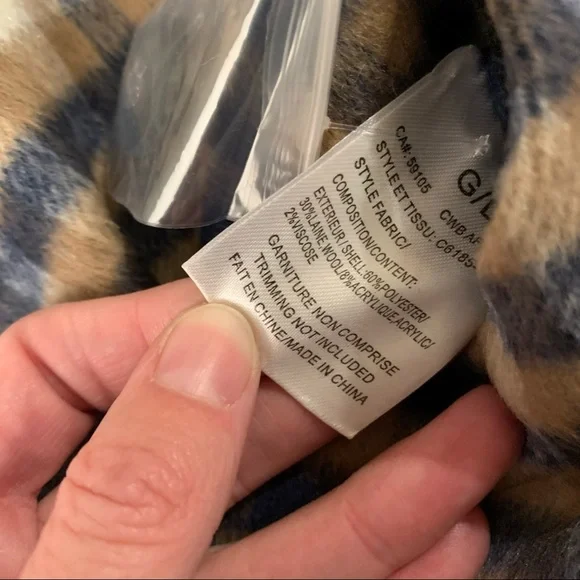 G/L
CWB AP
CA#: 59105
STYLE ET TISSU. C6185-
STYLE FABRIC/
COMPOSITION/CONTENT:
EXTERIEUR/SHELL:60%POLYESTER/
30%LAINE,WOOL/8%ACRYLIQUE,ACRYLIC/
2%VISCOSE
GARNITURE NON COMPRISE
TRIMMING NOT INCLUDED
FAIT EN CHINE/MADE IN CHINA